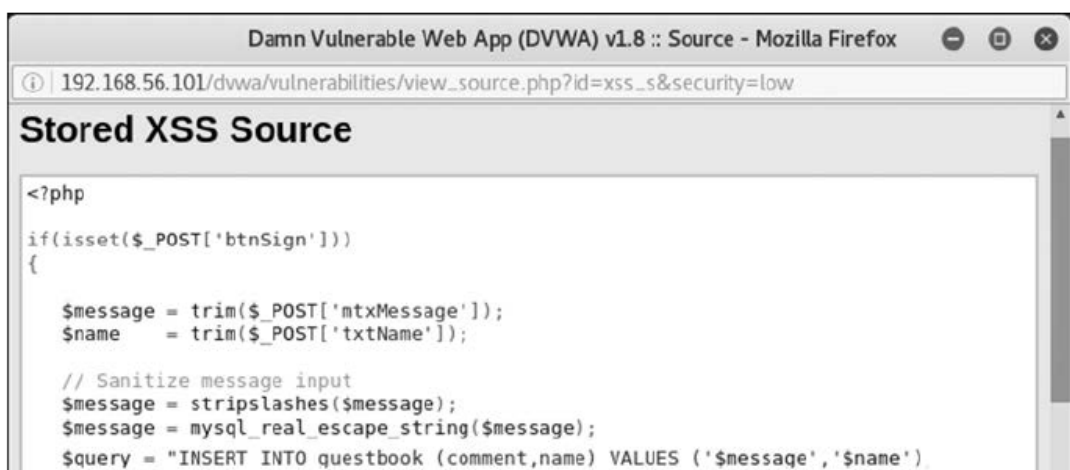 Damn Vulnerable Web App (DVWA) v1.8 :: Source - Mozilla Firefox
192.168.56.101/dvwa/vulnerabilities/view_source.php?id=xss_s&security=low
Stored XSS Source
<?php
if(isset($_POST['btnSign']))
{
$message = trim($_POST['mtxMessage']);
$name    = trim($_POST['txtName']);
// Sanitize message input
$message = stripslashes($message);
$message = mysql_real_escape_string($message);
$query = "INSERT INTO guestbook (comment,name) VALUES ('$message','$name')